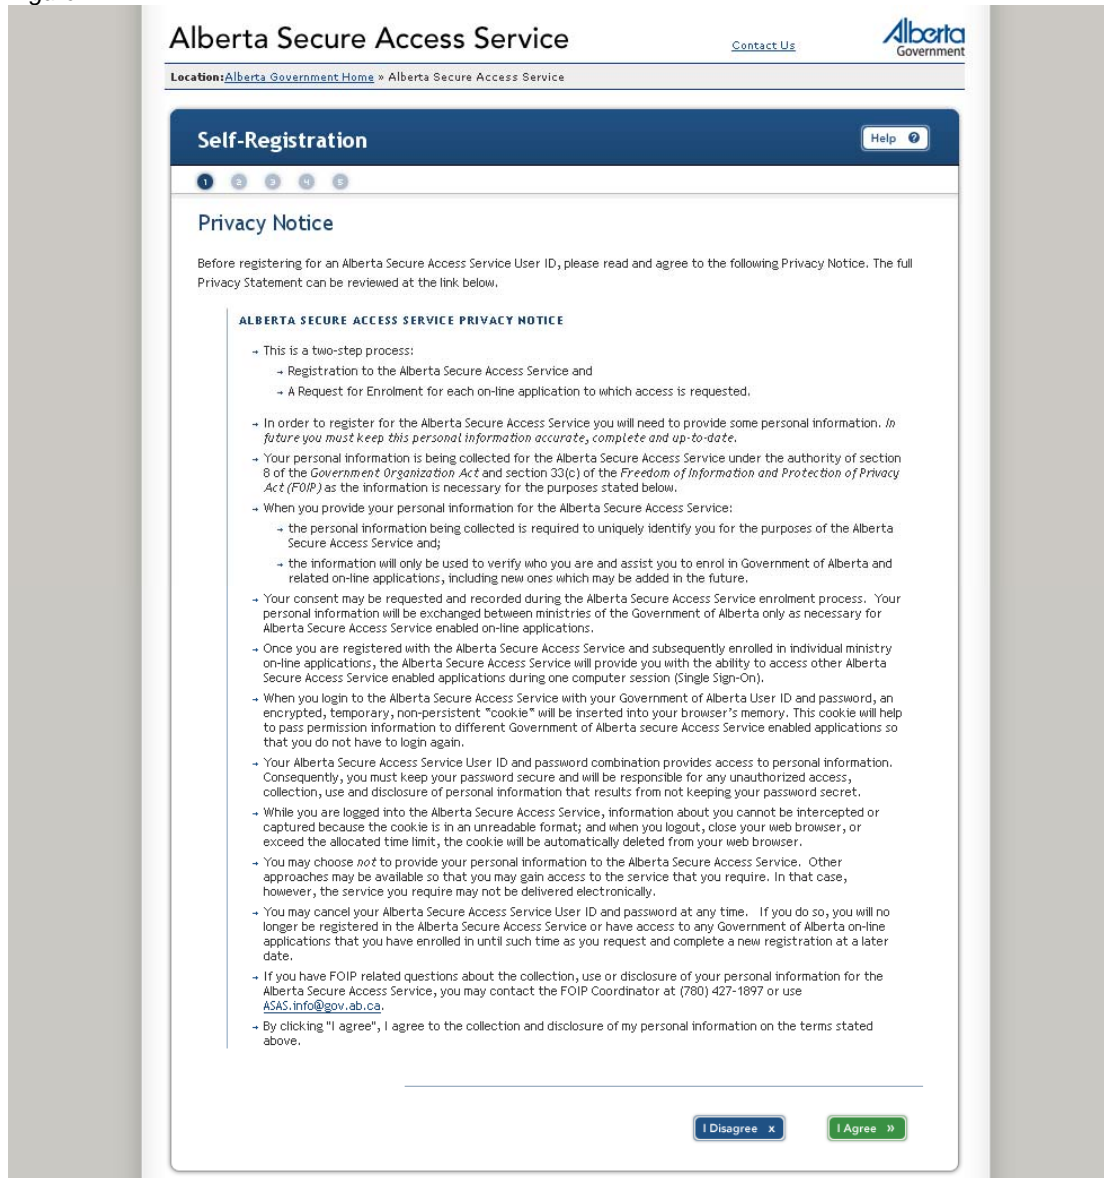 Alberta Secure Access Service
Contact Us
Alberta
Government
Location: Alberta Government Home » Alberta Secure Access Service
Self-Registration
Help ?
1 2 3 4 5
Privacy Notice
Before registering for an Alberta Secure Access Service User ID, please read and agree to the following Privacy Notice. The full
Privacy Statement can be reviewed at the link below.
ALBERTA SECURE ACCESS SERVICE PRIVACY NOTICE
→ This is a two-step process:
→ Registration to the Alberta Secure Access Service and
→ A Request for Enrolment for each on-line application to which access is requested.
→ In order to register for the Alberta Secure Access Service you will need to provide some personal information. In
future you must keep this personal information accurate, complete and up-to-date.
→ Your personal information is being collected for the Alberta Secure Access Service under the authority of section
8 of the Government Organization Act and section 33(c) of the Freedom of Information and Protection of Privacy
Act (FOIP) as the information is necessary for the purposes stated below.
→ When you provide your personal information for the Alberta Secure Access Service:
→ the personal information being collected is required to uniquely identify you for the purposes of the Alberta
Secure Access Service and;
→ the information will only be used to verify who you are and assist you to enrol in Government of Alberta and
related on-line applications, including new ones which may be added in the future.
→ Your consent may be requested and recorded during the Alberta Secure Access Service enrolment process. Your
personal information will be exchanged between ministries of the Government of Alberta only as necessary for
Alberta Secure Access Service enabled on-line applications.
→ Once you are registered with the Alberta Secure Access Service and subsequently enrolled in individual ministry
on-line applications, the Alberta Secure Access Service will provide you with the ability to access other Alberta
Secure Access Service enabled applications during one computer session (Single Sign-On).
→ When you login to the Alberta Secure Access Service with your Government of Alberta User ID and password, an
encrypted, temporary, non-persistent "cookie" will be inserted into your browser's memory. This cookie will help
to pass permission information to different Government of Alberta secure Access Service enabled applications so
that you do not have to login again.
→ Your Alberta Secure Access Service User ID and password combination provides access to personal information.
Consequently, you must keep your password secure and will be responsible for any unauthorized access,
collection, use and disclosure of personal information that results from not keeping your password secret.
→ While you are logged into the Alberta Secure Access Service, information about you cannot be intercepted or
captured because the cookie is in an unreadable format; and when you logout, close your web browser, or
exceed the allocated time limit, the cookie will be automatically deleted from your web browser.
→ You may choose not to provide your personal information to the Alberta Secure Access Service. Other
approaches may be available so that you may gain access to the service that you require. In that case,
however, the service you require may not be delivered electronically.
→ You may cancel your Alberta Secure Access Service User ID and password at any time. If you do so, you will no
longer be registered in the Alberta Secure Access Service or have access to any Government of Alberta on-line
applications that you have enrolled in until such time as you request and complete a new registration at a later
date.
→ If you have FOIP related questions about the collection, use or disclosure of your personal information for the
Alberta Secure Access Service, you may contact the FOIP Coordinator at (780) 427-1897 or use
ASAS.info@gov.ab.ca.
→ By clicking "I agree", I agree to the collection and disclosure of my personal information on the terms stated
above.
I Disagree x
I Agree »